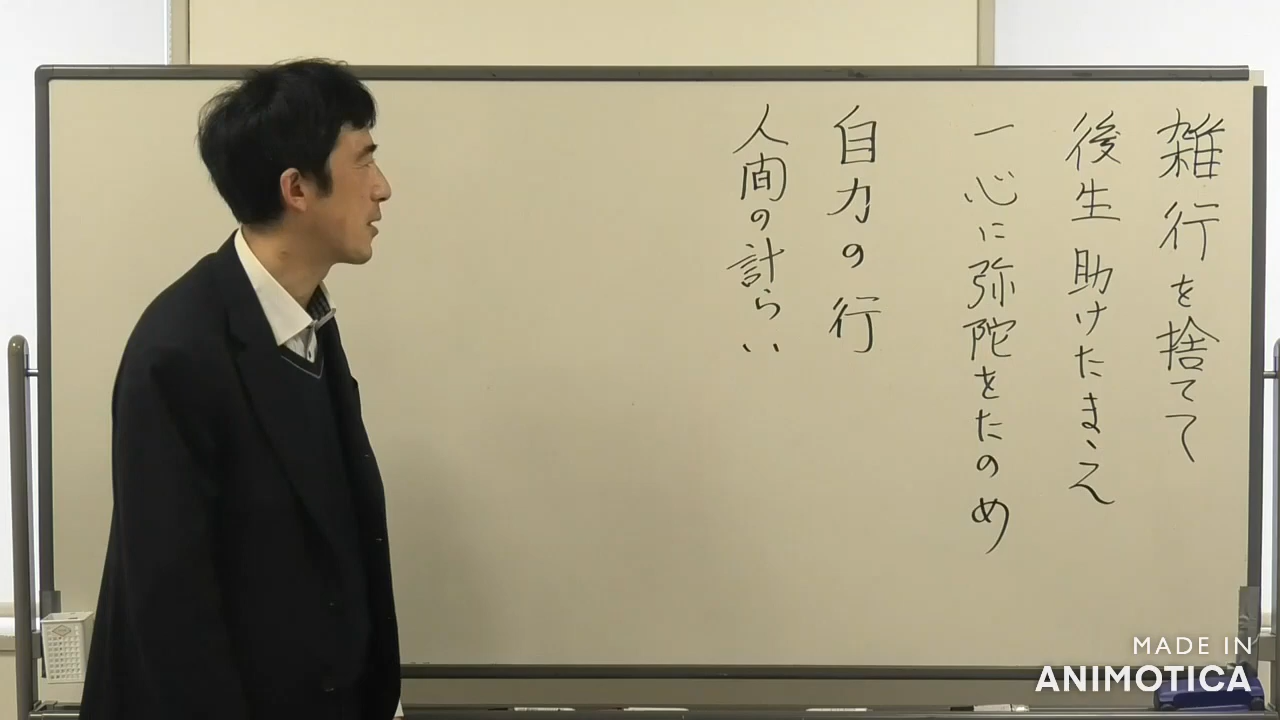 雑行を捨てて
後生助けたまえ
一心に弥陀をたのめ
自力の行
人間の計らい
MADE IN
ANIMOTICA